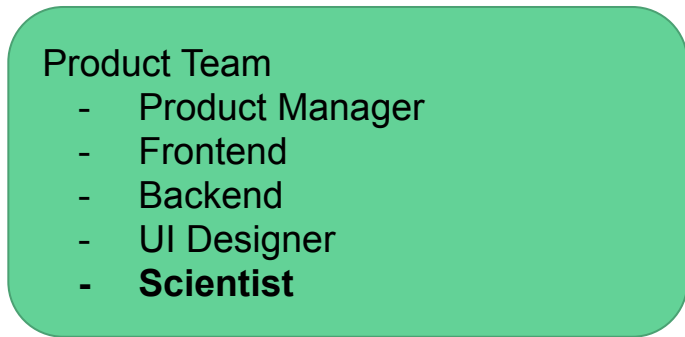 Product Team
- Product Manager
- Frontend
- Backend
- UI Designer
- Scientist